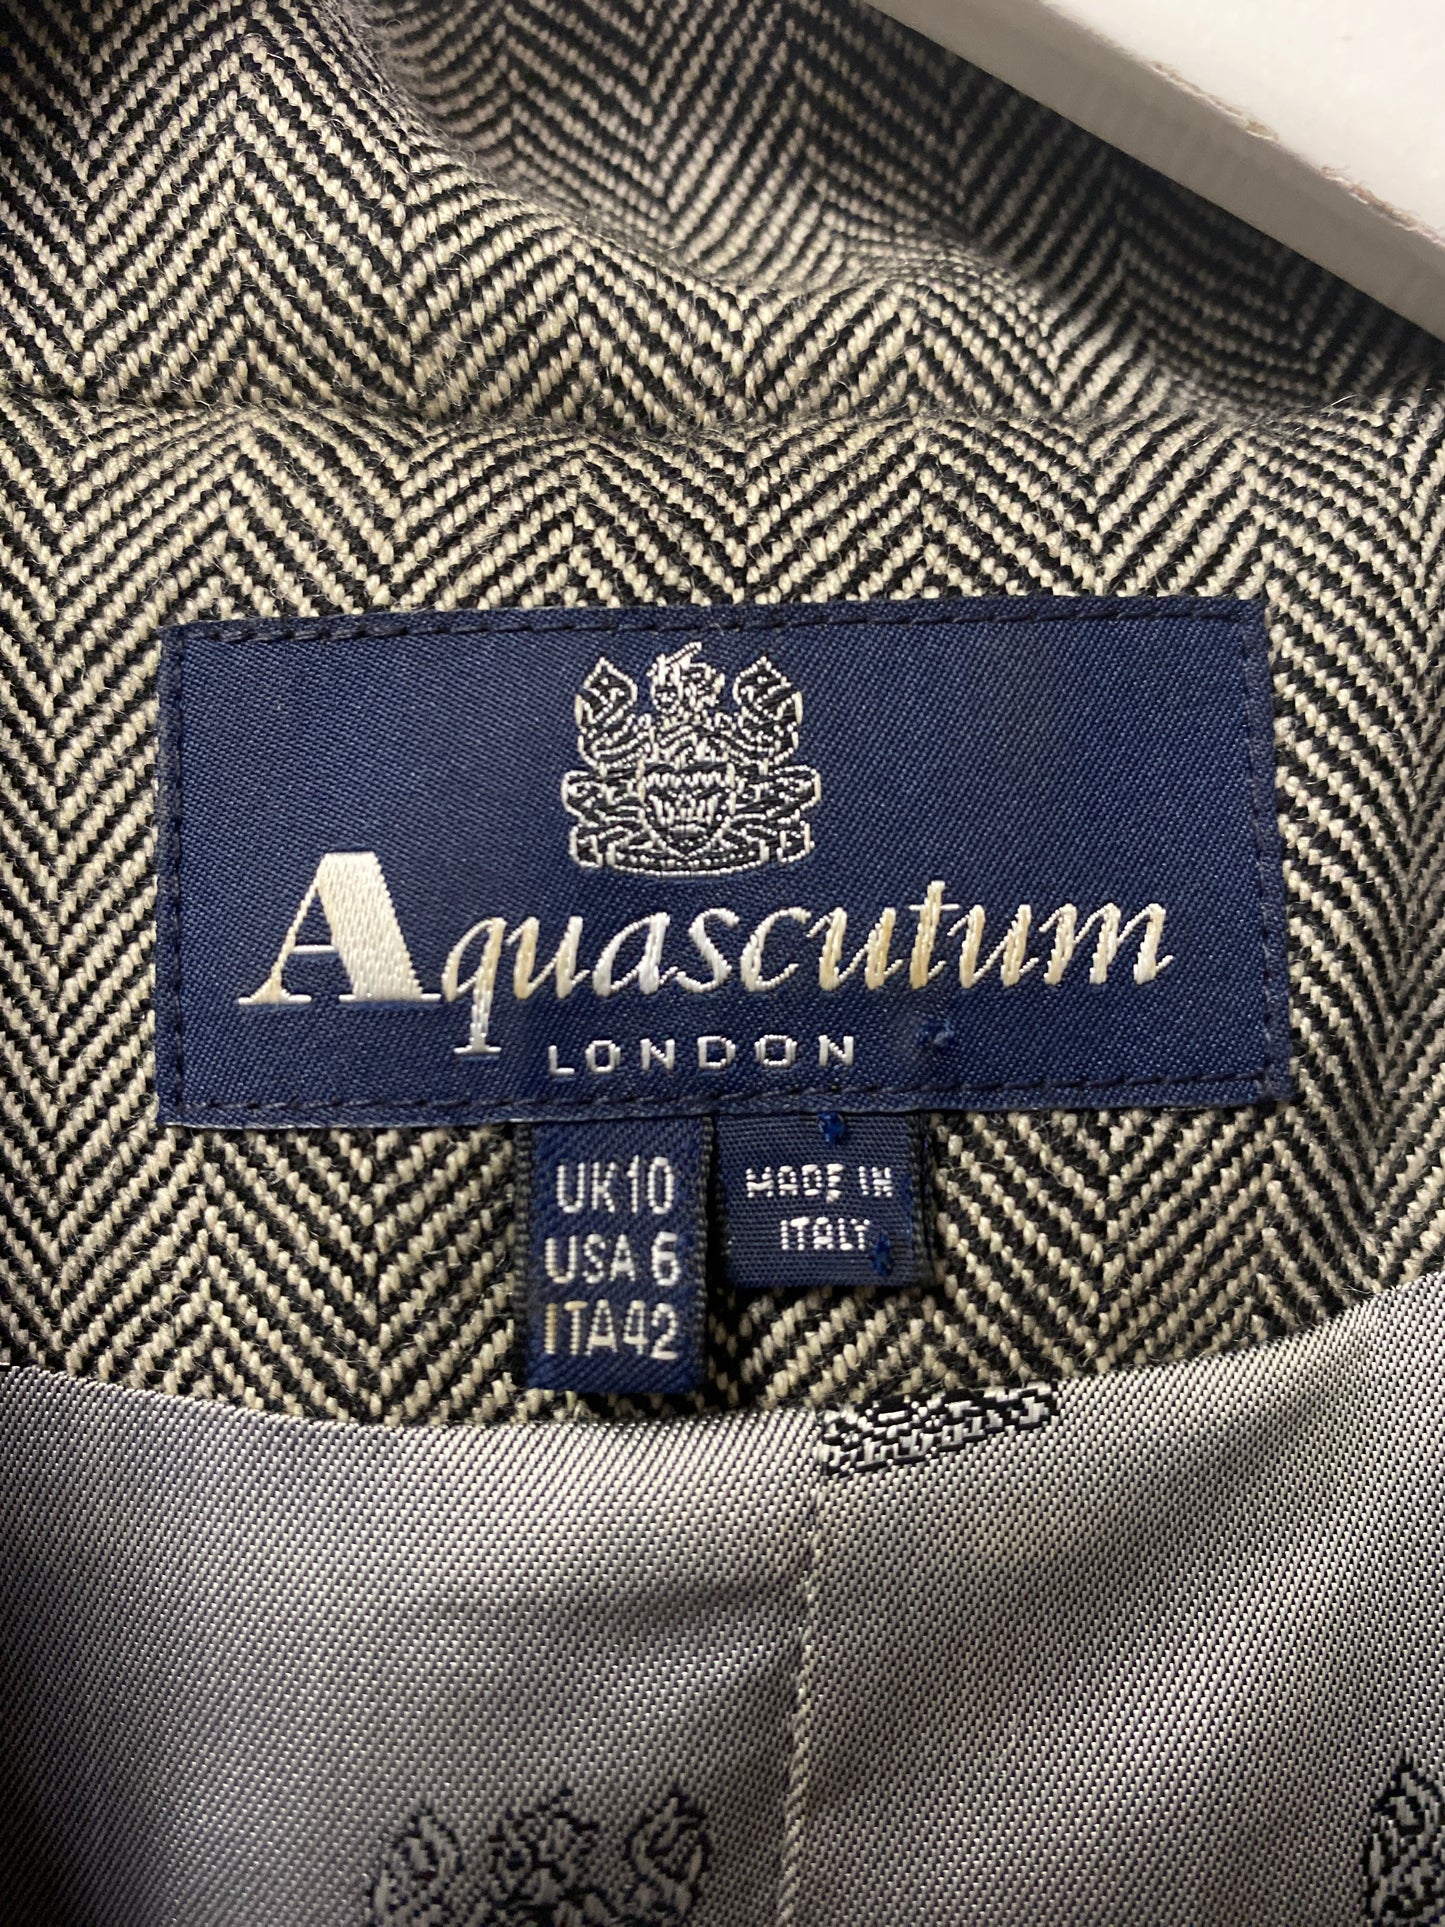 Aquascutum
LONDON
UK10
USA 6
ITA42
MADE IN
ITALY